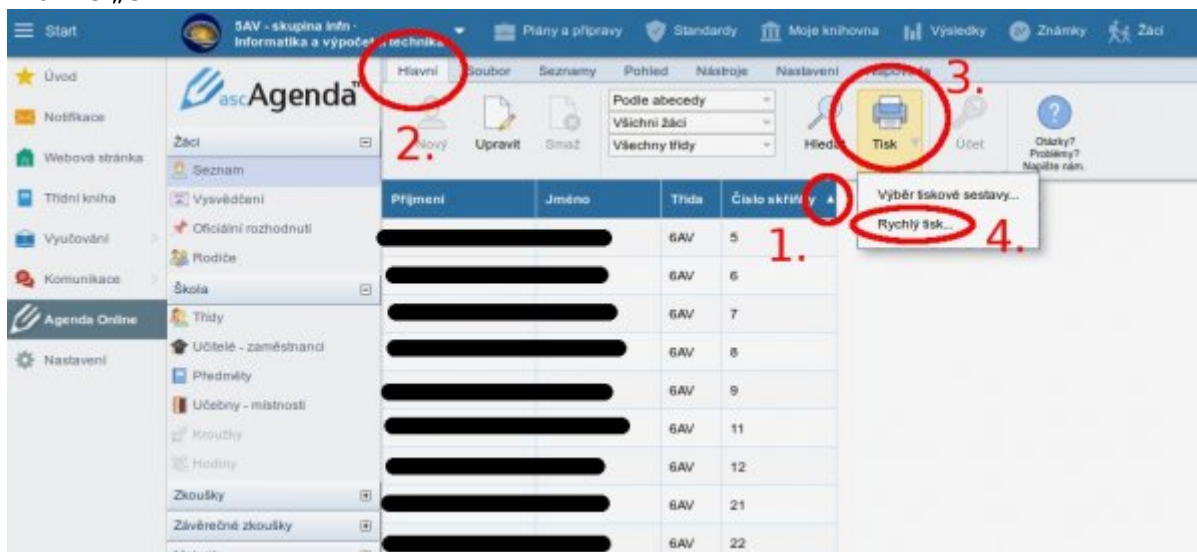 Start
5AV - skupina Infn -
Informatika a výpočetní technika
Plány a přípravy
Standardy
Moje knihovna
Výsledky
Známky
Žáci
Úvod
Notifikace
Webová stránka
Třídní kniha
Vyučování
Komunikace
Agenda Online
Nastavení
ascAgenda
Žáci
Seznam
Vysvědčení
Oficiální rozhodnutí
Rodiče
Škola
Třídy
Učitelé - zaměstnanci
Předměty
Učebny - místnosti
Kroužky
Hodiny
Zkoušky
Závěrečné zkoušky
Hlavní Soubor Seznamy Pohled Nástroje Nastavení Nápověda
3.
2.
Nový
Upravit
Smaž
Podle abecedy
Všichni žáci
Všechny třídy
Hledat
Tisk
Účet
Otázky?
Problémy?
Napište nám.
Výběr tiskové sestavy...
Rychlý tisk...
4.
1.
Příjmení Jméno Třída Číslo skříňky
6AV 5
6AV 6
6AV 7
6AV 8
6AV 9
6AV 11
6AV 12
6AV 21
6AV 22